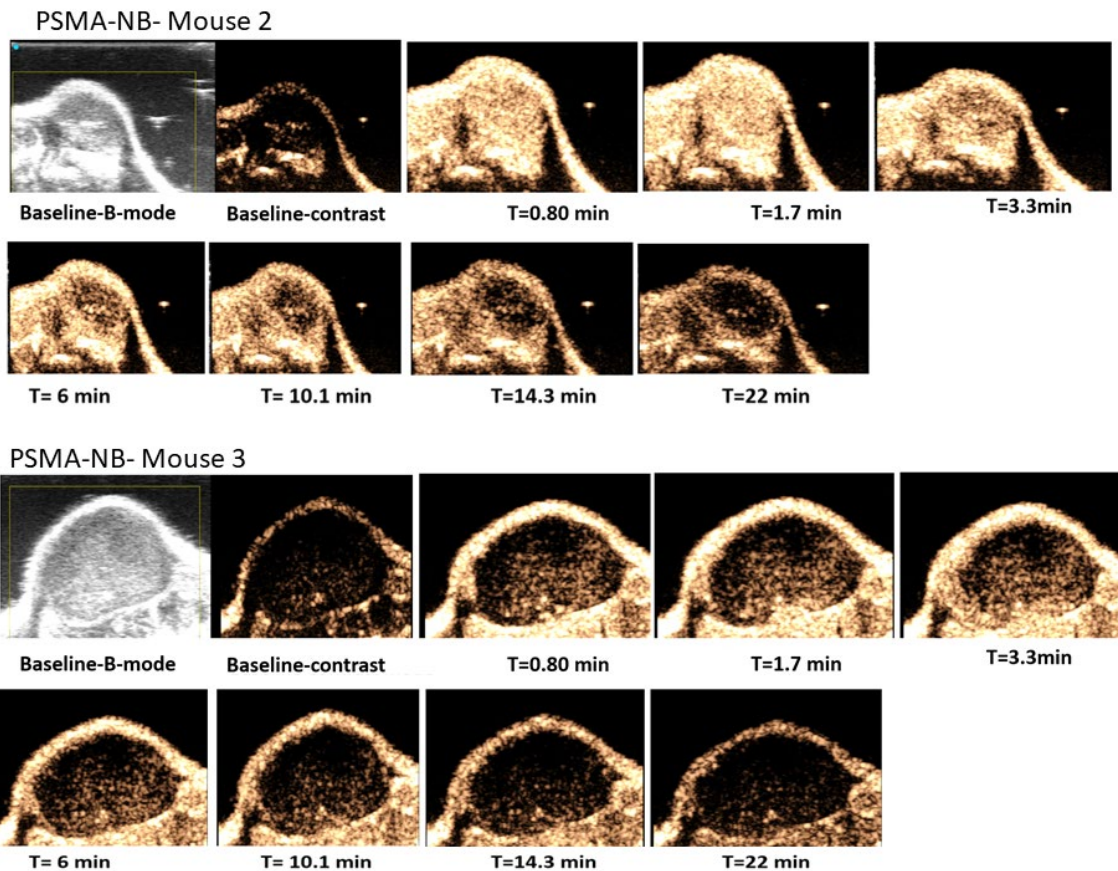 PSMA-NB- Mouse 2
Baseline-B-mode Baseline-contrast T=0.80 min T=1.7 min T=3.3min
T= 6 min T= 10.1 min T=14.3 min T=22 min
PSMA-NB- Mouse 3
Baseline-B-mode Baseline-contrast T=0.80 min T=1.7 min T=3.3min
T= 6 min T= 10.1 min T=14.3 min T=22 min